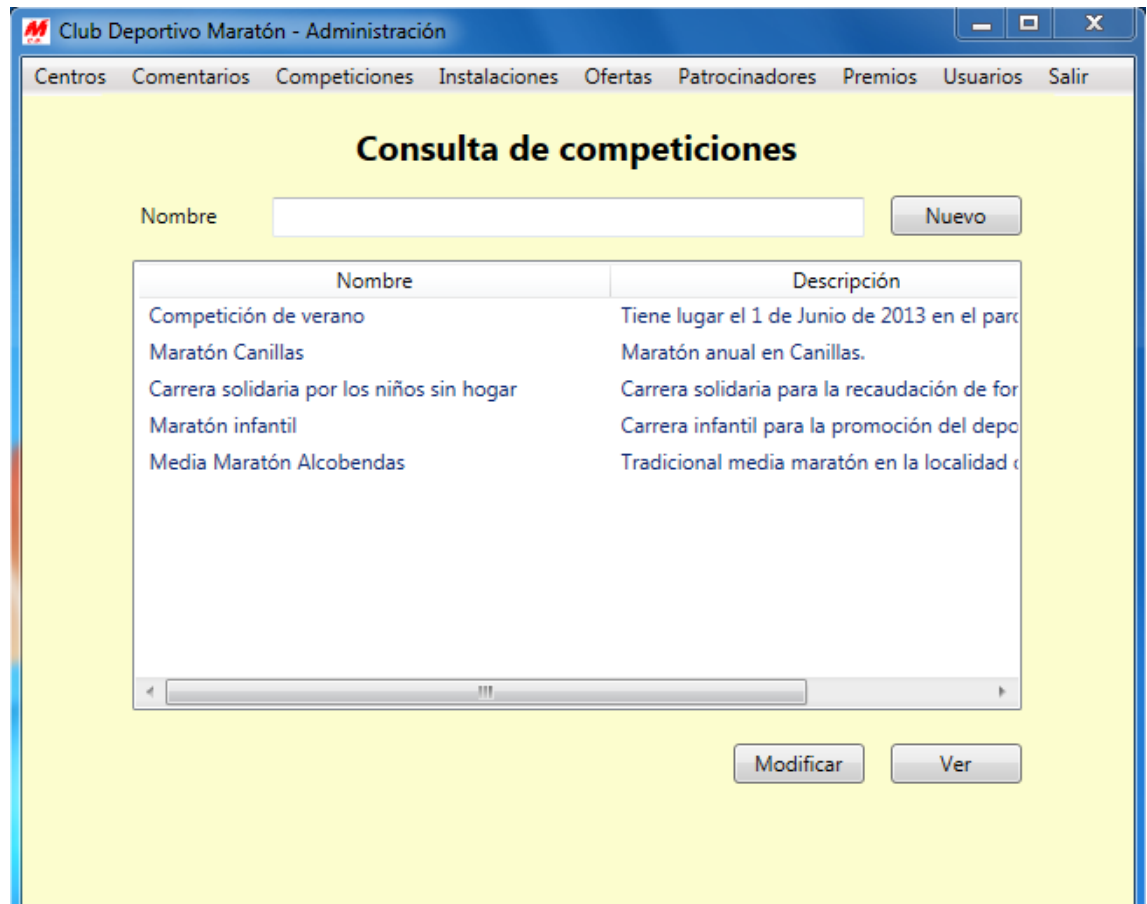 Club Deportivo Maratón - Administración
Centros Comentarios Competiciones Instalaciones Ofertas Patrocinadores Premios Usuarios Salir
Consulta de competiciones
Nombre Nuevo
Nombre Descripción
Competición de verano Tiene lugar el 1 de Junio de 2013 en el
Maratón Canillas Maratón anual en Canillas.
Carrera solidaria por los niños sin hogar Carrera solidaria para la recaudación de
Maratón infantil Carrera infantil para la promoción del
Media Maratón Alcobendas Tradicional media maratón en la localidad
Modificar Ver